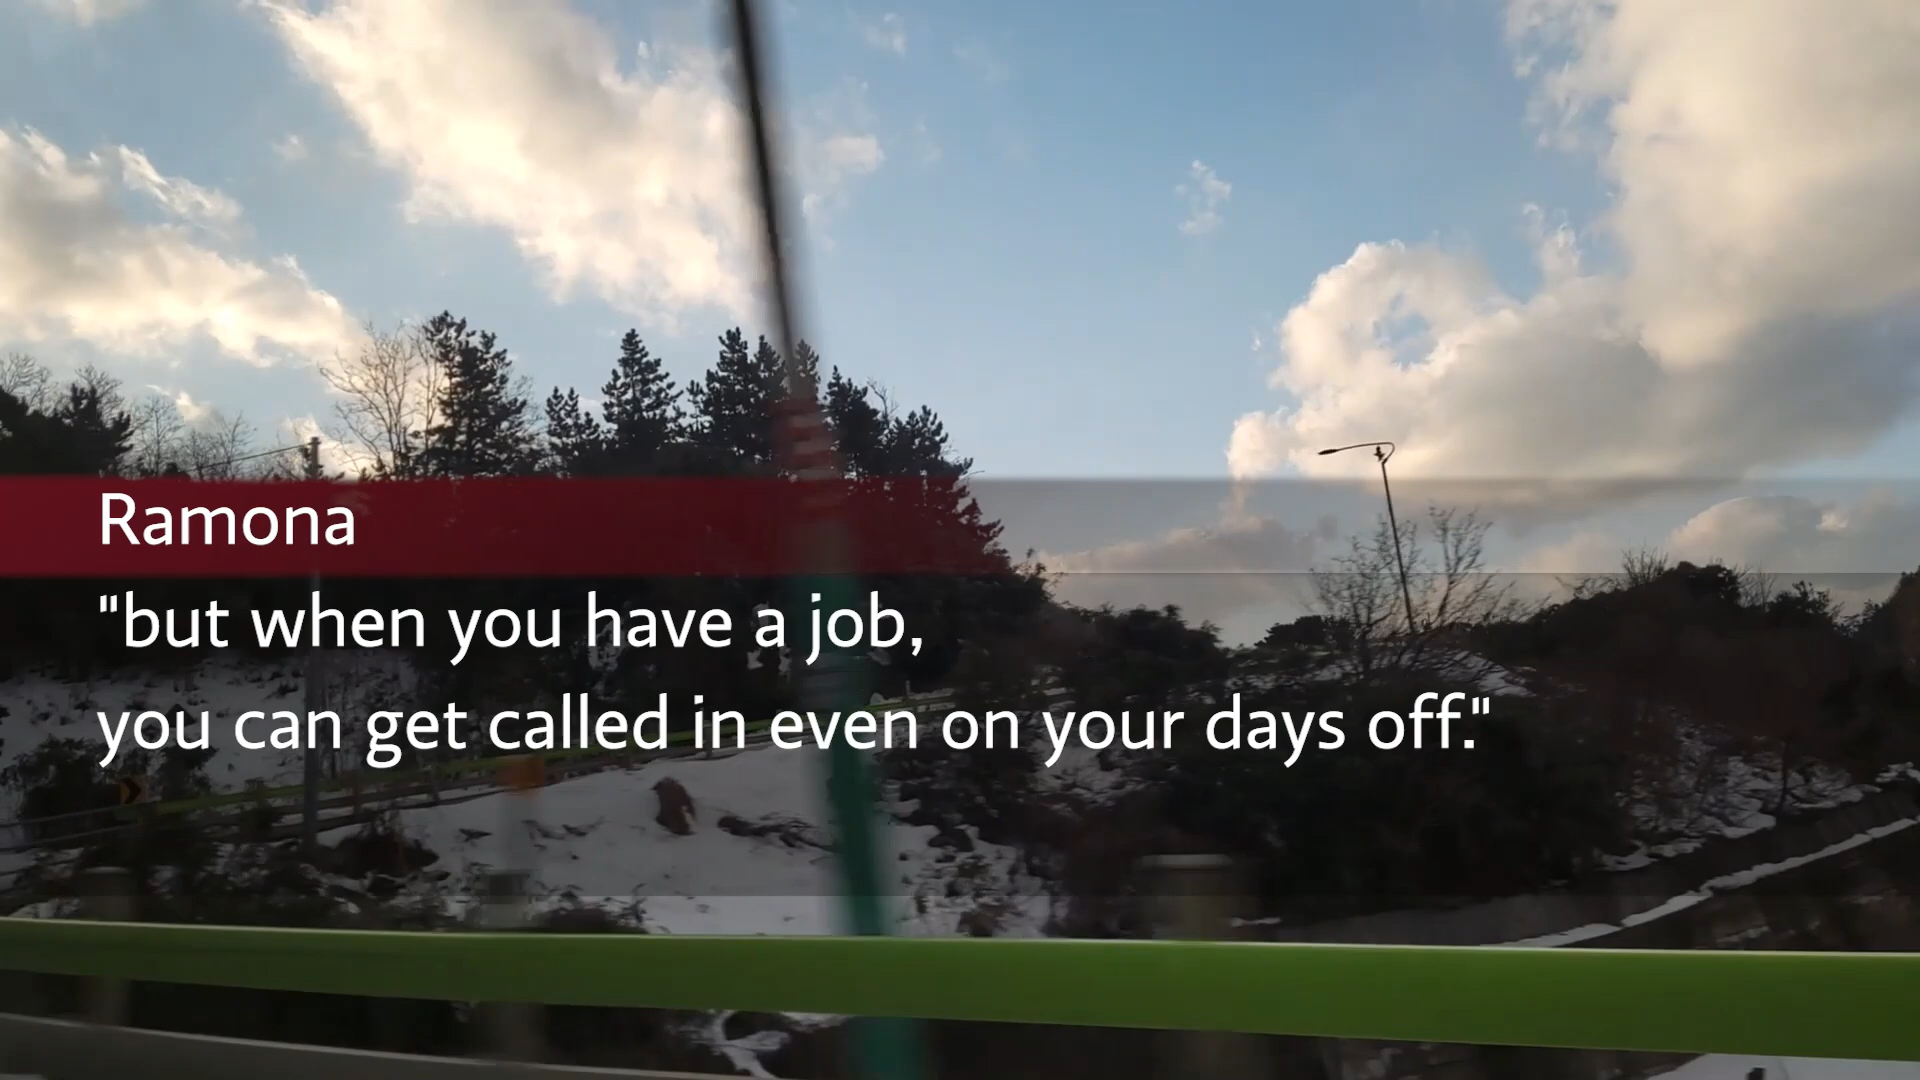 Ramona
"but when you have a job,
you can get called in even on your days off."